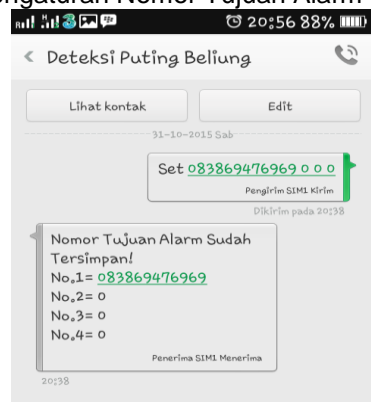 engaturan Nomor Tujuan Alarm
20:56 88%
Deteksi Puting Beliung
Lihat kontak Edit
31-10-2015 Sab
Set 083869476969 0 0 0
Pengirim SIM1 Kirim
Dikirim pada 20:38
Nomor Tujuan Alarm Sudah
Tersimpan!
No.1= 083869476969
No.2= 0
No.3= 0
No.4= 0
Penerima SIM1 Menerima
20:38